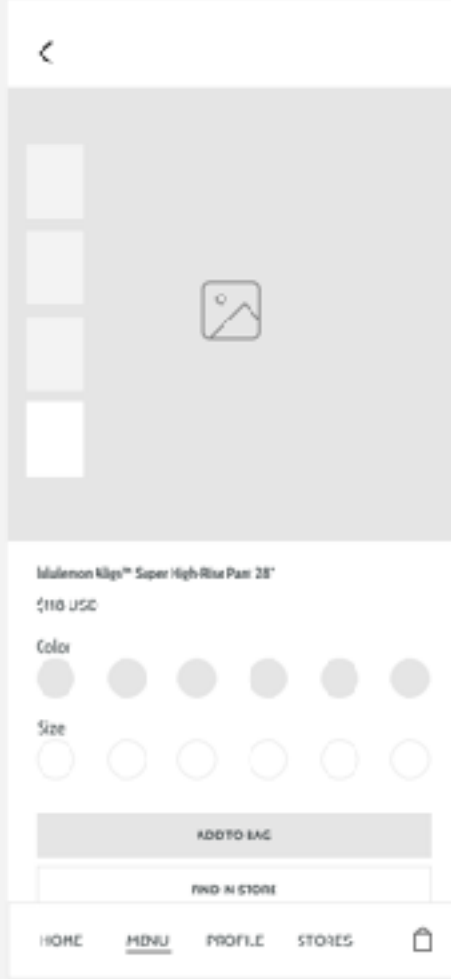 lululemon Align™ Super High-Rise Pant 28"
$118 USD
Color
Size
ADD TO BAG
FIND IN STORE
HOME MENU PROFILE STORES